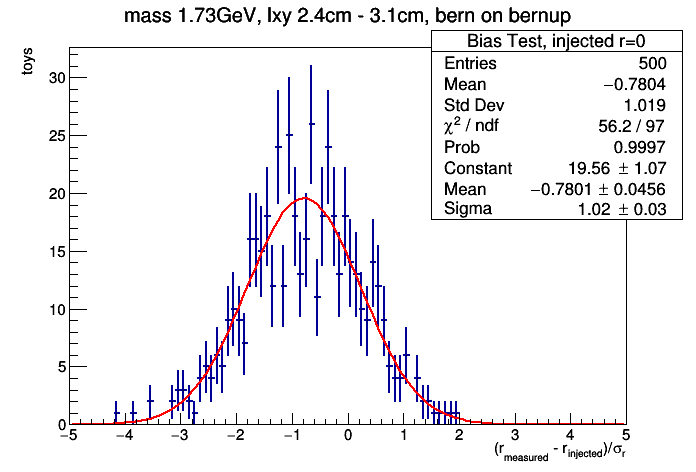 mass 1.73GeV, lxy 2.4cm - 3.1cm, bern on bernup
toys
Bias Test, injected r=0
Entries 500
Mean −0.7804
Std Dev 1.019
χ² / ndf 56.2 / 97
Prob 0.9997
Constant 19.56 ± 1.07
Mean −0.7801 ± 0.0456
Sigma 1.02 ± 0.03
30
25
20
15
10
5
0
−5 −4 −3 −2 −1 0 1 2 3 4 5
(r_measured - r_injected)/σ_r